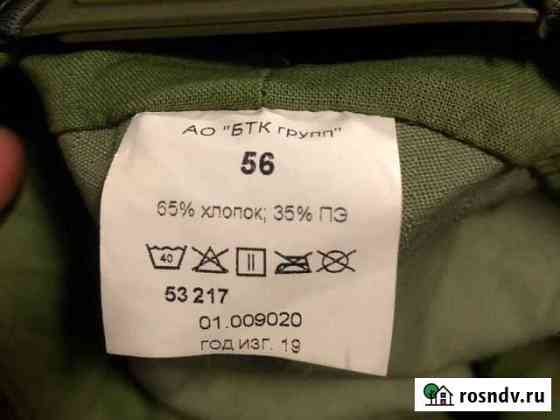 АО "БТК групп"
56
65% хлопок; 35% ПЭ
40
53 217
01.009020
год изг. 19
rosndv.ru